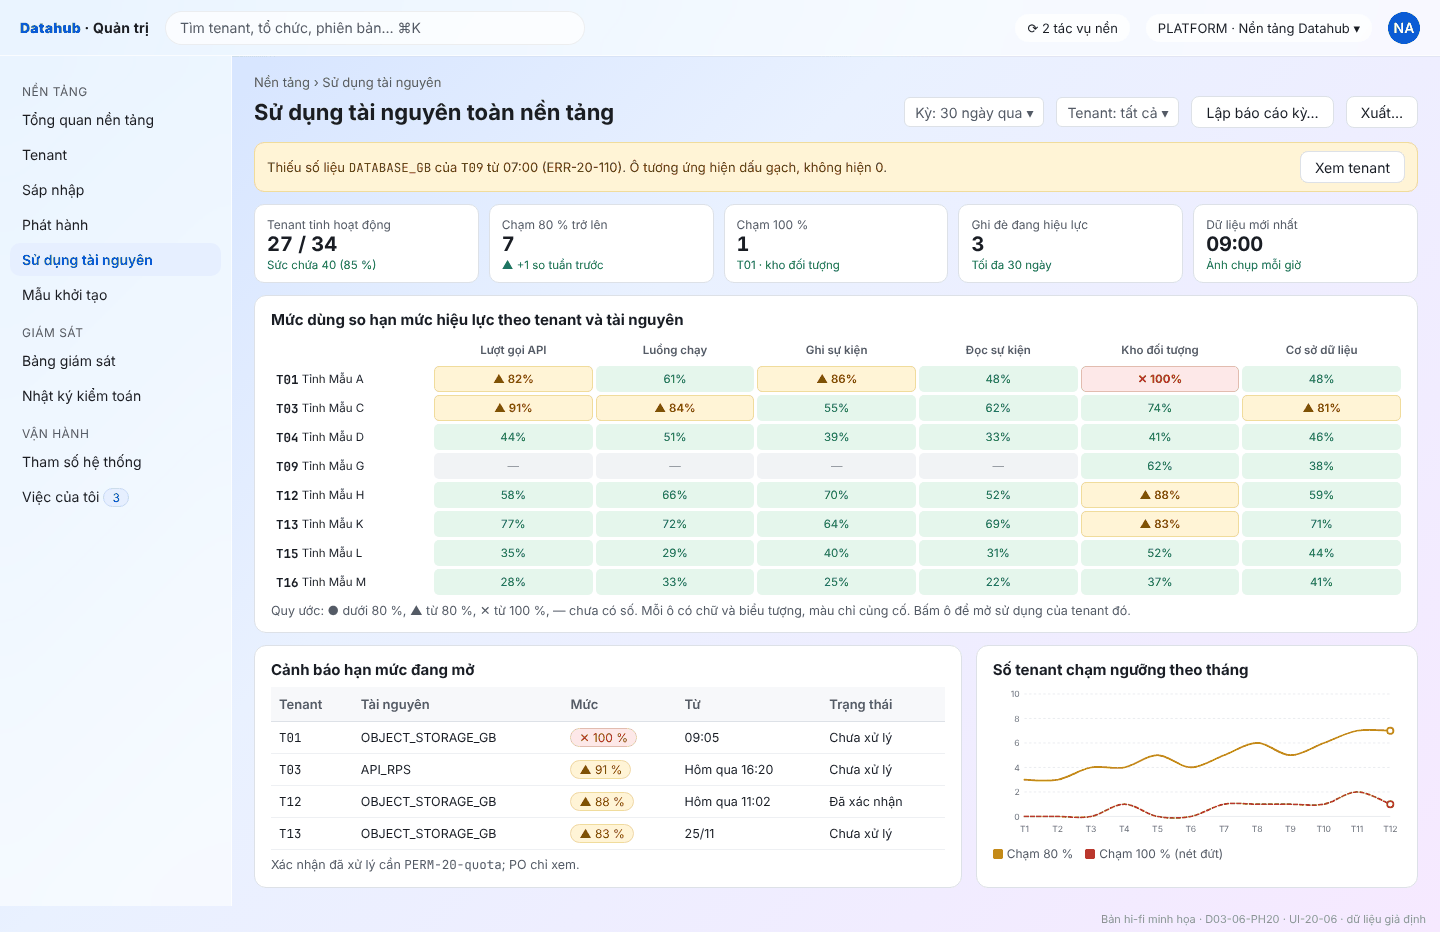 Datahub · Quản trị
Tìm tenant, tổ chức, phiên bản… ⌘K
⟳ 2 tác vụ nền
PLATFORM · Nền tảng Datahub ▾
NA
NỀN TẢNG
Tổng quan nền tảng
Tenant
Sáp nhập
Phát hành
Sử dụng tài nguyên
Mẫu khởi tạo
GIÁM SÁT
Bảng giám sát
Nhật ký kiểm toán
VẬN HÀNH
Tham số hệ thống
Việc của tôi 3
Nền tảng › Sử dụng tài nguyên
Sử dụng tài nguyên toàn nền tảng
Kỳ: 30 ngày qua ▾
Tenant: tất cả ▾
Lập báo cáo kỳ…
Xuất…
Thiếu số liệu DATABASE_GB của T09 từ 07:00 (ERR-20-110). Ô tương ứng hiện dấu gạch, không hiện 0.
Xem tenant
Tenant tỉnh hoạt động
27 / 34
Sức chứa 40 (85 %)
Chạm 80 % trở lên
7
▲ +1 so tuần trước
Chạm 100 %
1
T01 · kho đối tượng
Ghi đè đang hiệu lực
3
Tối đa 30 ngày
Dữ liệu mới nhất
09:00
Ảnh chụp mỗi giờ
Mức dùng so hạn mức hiệu lực theo tenant và tài nguyên
Lượt gọi API Luồng chạy Ghi sự kiện Đọc sự kiện Kho đối tượng Cơ sở dữ liệu
T01 Tỉnh Mẫu A ▲ 82% 61% ▲ 86% 48% ✕ 100% 48%
T03 Tỉnh Mẫu C ▲ 91% ▲ 84% 55% 62% 74% ▲ 81%
T04 Tỉnh Mẫu D 44% 51% 39% 33% 41% 46%
T09 Tỉnh Mẫu G — — — — 62% 38%
T12 Tỉnh Mẫu H 58% 66% 70% 52% ▲ 88% 59%
T13 Tỉnh Mẫu K 77% 72% 64% 69% ▲ 83% 71%
T15 Tỉnh Mẫu L 35% 29% 40% 31% 52% 44%
T16 Tỉnh Mẫu M 28% 33% 25% 22% 37% 41%
Quy ước: ● dưới 80 %, ▲ từ 80 %, ✕ từ 100 %, — chưa có số. Mỗi ô có chữ và biểu tượng, màu chỉ củng cố. Bấm ô để mở sử dụng của tenant đó.
Cảnh báo hạn mức đang mở
Tenant Tài nguyên Mức Từ Trạng thái
T01 OBJECT_STORAGE_GB ✕ 100 % 09:05 Chưa xử lý
T03 API_RPS ▲ 91 % Hôm qua 16:20 Chưa xử lý
T12 OBJECT_STORAGE_GB ▲ 88 % Hôm qua 11:02 Đã xác nhận
T13 OBJECT_STORAGE_GB ▲ 83 % 25/11 Chưa xử lý
Xác nhận đã xử lý cần PERM-20-quota; PO chỉ xem.
Số tenant chạm ngưỡng theo tháng
10
8
6
4
2
0
T1 T2 T3 T4 T5 T6 T7 T8 T9 T10 T11 T12
Chạm 80 % Chạm 100 % (nét đứt)
Bản hi-fi minh họa · D03-06-PH20 · UI-20-06 · dữ liệu giả định